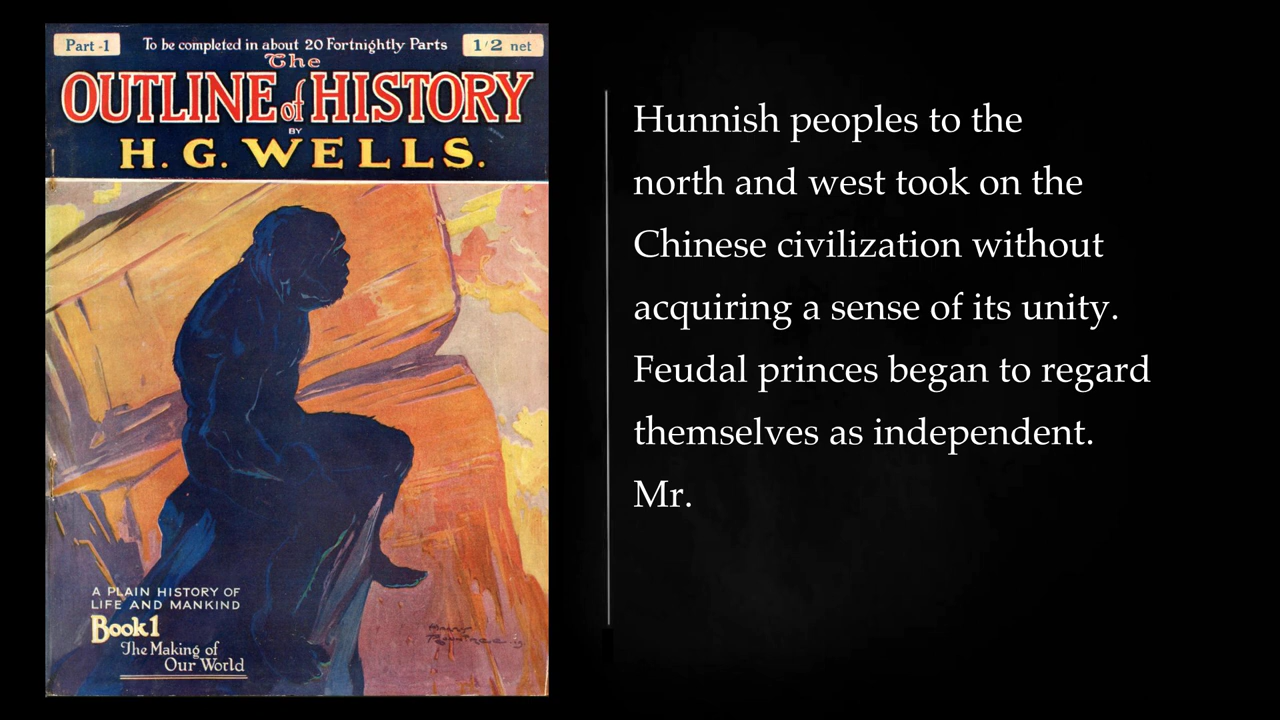 Part -1
To be completed in about 20 Fortnightly Parts
1/2 net
The
OUTLINE of HISTORY
BY
H. G. WELLS.
A PLAIN HISTORY OF
LIFE AND MANKIND
Book 1
The Making of
Our World
Hunnish peoples to the
north and west took on the
Chinese civilization without
acquiring a sense of its unity.
Feudal princes began to regard
themselves as independent.
Mr.